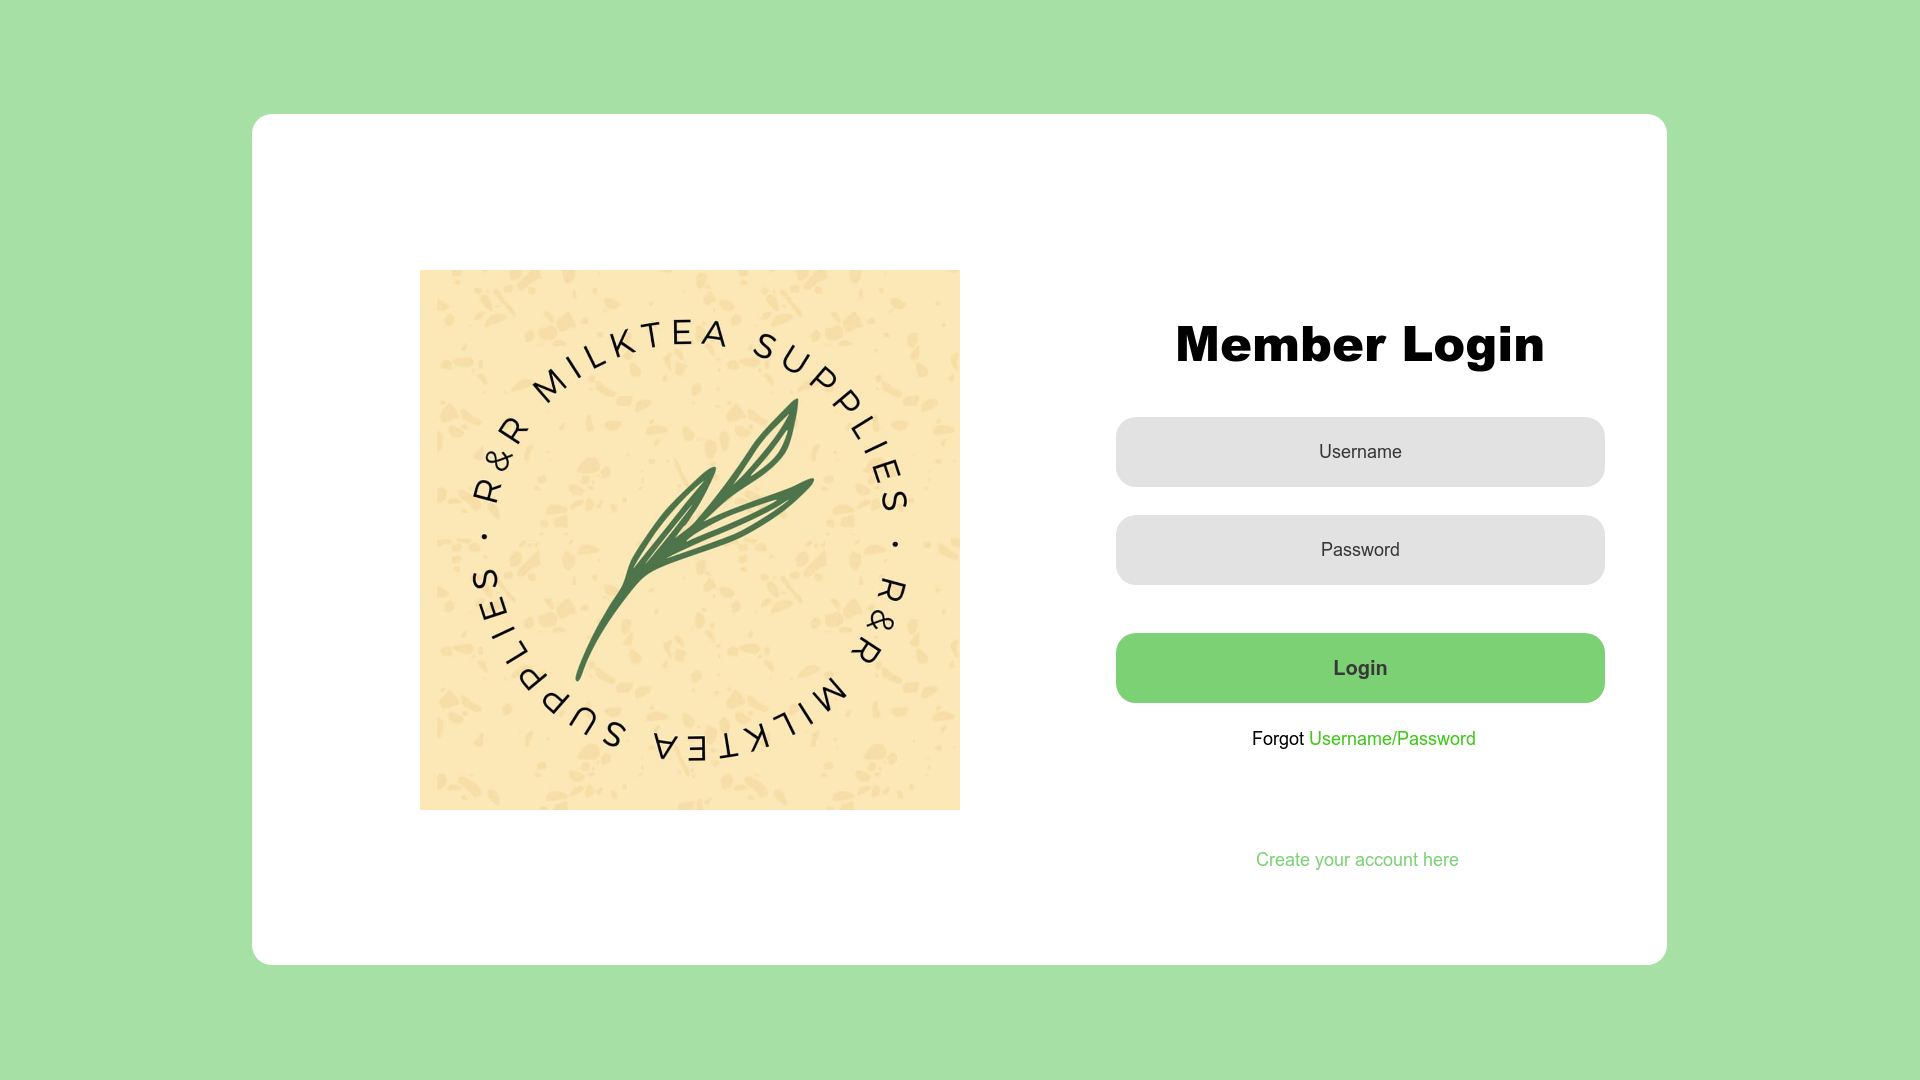 R&R MILKTEA SUPPLIES · R&R MILKTEA SUPPLIES ·
Member Login
Username
Password
Login
Forgot Username/Password
Create your account here